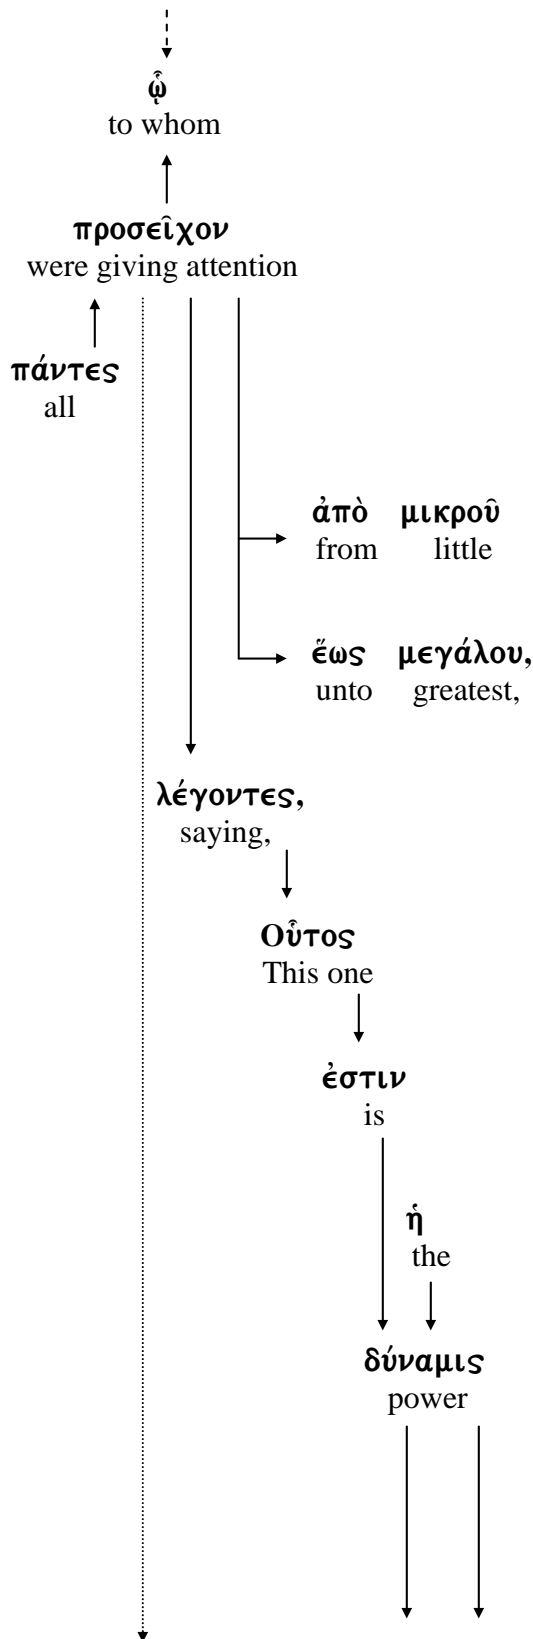 ᾧ
to whom
προσεῖχον
were giving attention
πάντες
all
ἀπὸ μικροῦ
from little
ἕως μεγάλου,
unto greatest,
λέγοντες,
saying,
Οὗτος
This one
ἐστιν
is
ἡ
the
δύναμις
power